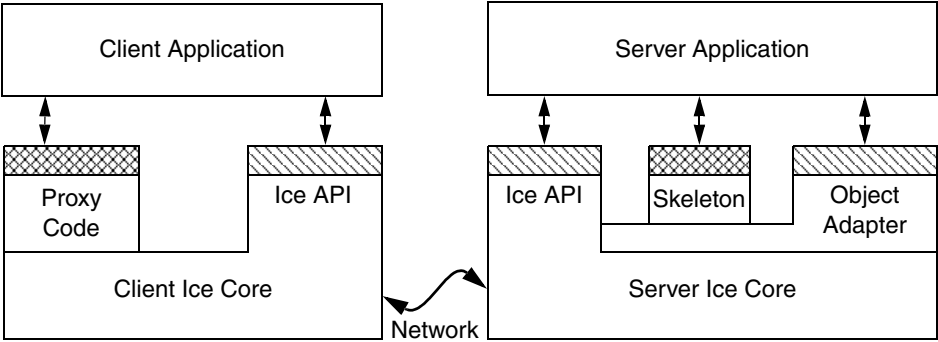 Client Application
Server Application
Proxy
Code
Ice API
Ice API
Skeleton
Object
Adapter
Client Ice Core
Server Ice Core
Network